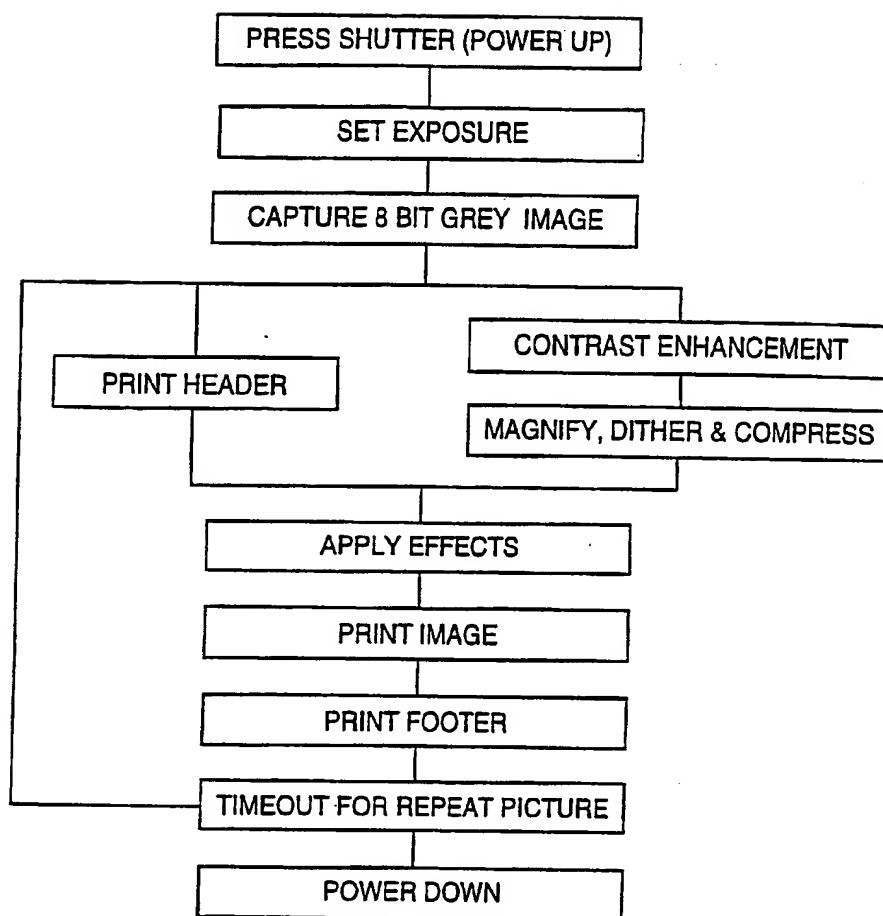 PRESS SHUTTER (POWER UP)
SET EXPOSURE
CAPTURE 8 BIT GREY IMAGE
PRINT HEADER
CONTRAST ENHANCEMENT
MAGNIFY, DITHER & COMPRESS
APPLY EFFECTS
PRINT IMAGE
PRINT FOOTER
TIMEOUT FOR REPEAT PICTURE
POWER DOWN